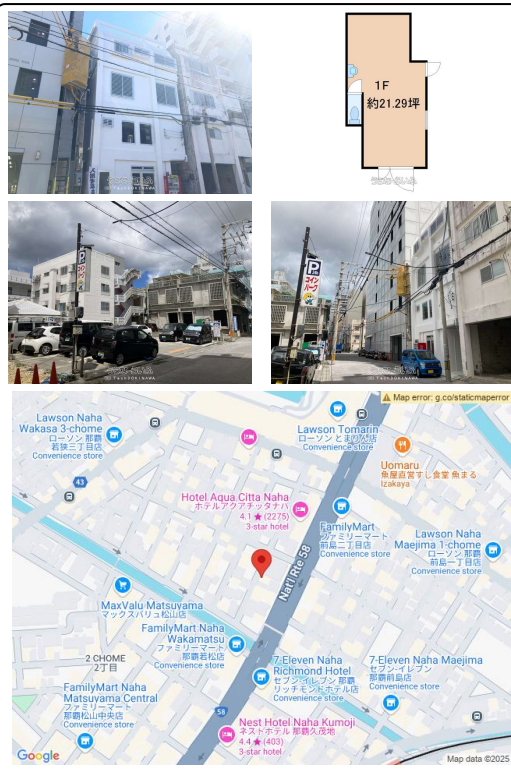 1F
約21.29坪
P
コイン
パーク
Map error: g.co/staticmaperror
Lawson Naha
Wakasa 3-chome
ローソン 那覇
若狭三丁目店
Convenience store
Lawson Tomarin
ローソン とまりん店
Convenience store
Uomaru
魚屋直営すし食堂 魚まる
Izakaya
43
Hotel Aqua Citta Naha
ホテルアクアチッタナハ
4.1 ★ (2275)
3-star hotel
FamilyMart
ファミリーマート
前島二丁目店
Convenience store
Lawson Naha
Maejima 1-chome
ローソン 那覇
前島一丁目店
Convenience store
Nat'l Rte 58
MaxValu Matsuyama
マックスバリュ松山店
FamilyMart Naha
Wakamatsu
ファミリーマート
那覇若松店
Convenience store
2 CHOME
2丁目
7-Eleven Naha
Richmond Hotel
セブン-イレブン 那覇
リッチモンドホテル店
Convenience store
7-Eleven Naha Maejima
セブン-イレブン
那覇前島店
Convenience store
FamilyMart Naha
Matsuyama Central
ファミリーマート
那覇松山中央店
Convenience store
58
Nest Hotel Naha Kumoji
ネストホテル 那覇久茂地
4.4 ★ (403)
3-star hotel
Google
Map data ©2025